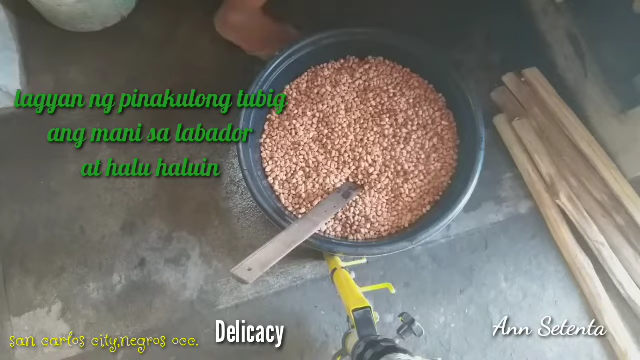 lagyan ng pinakulong tubig
ang mani sa labador
at halu haluin
san carlos city,negros occ.
Delicacy
Ann Setenta